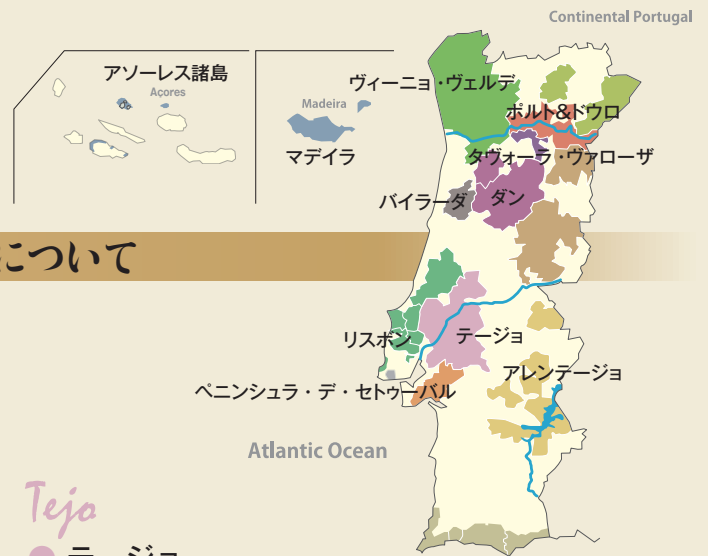 Continental Portugal
アソーレス諸島
Açores
Madeira
マデイラ
ヴィーニョ・ヴェルデ
ポルト&ドウロ
タヴォーラ・ヴァローザ
バイラーダ
ダン
について
リスボン
テージョ
アレンテージョ
ペニンシュラ・デ・セトゥーバル
Atlantic Ocean
Tejo
テージョ